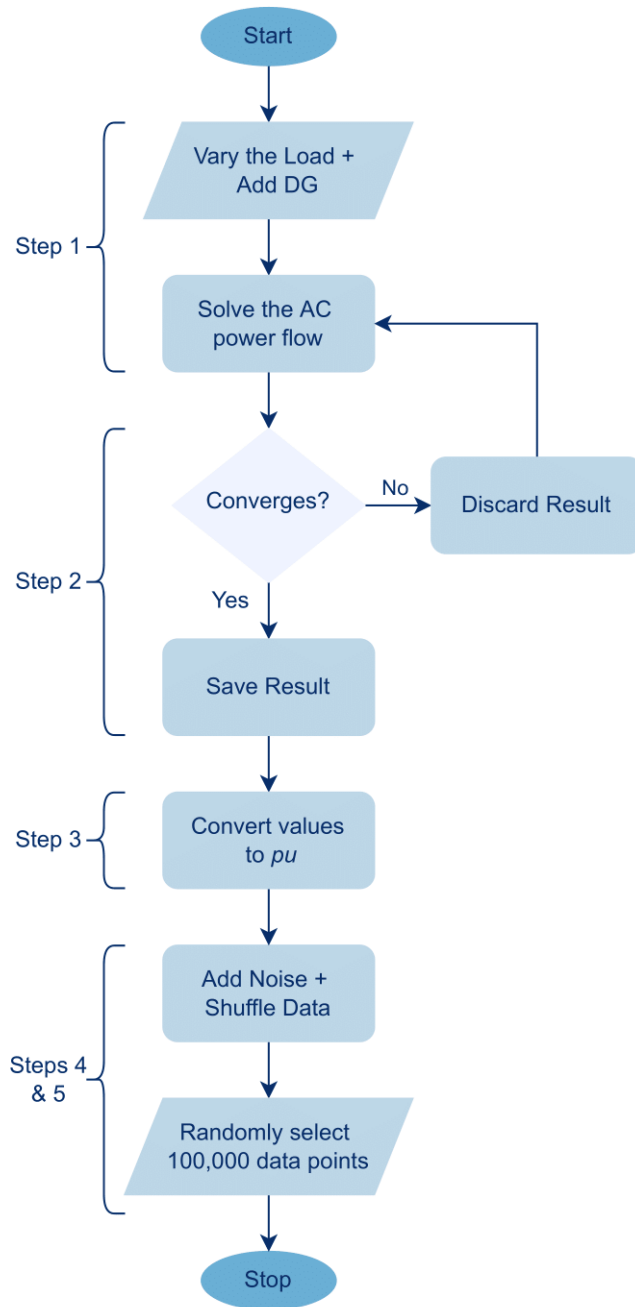 Start
Vary the Load +
Add DG
Step 1
Solve the AC
power flow
Converges?
No
Discard Result
Step 2
Yes
Save Result
Convert values
to pu
Step 3
Add Noise +
Shuffle Data
Steps 4
& 5
Randomly select
100,000 data points
Stop